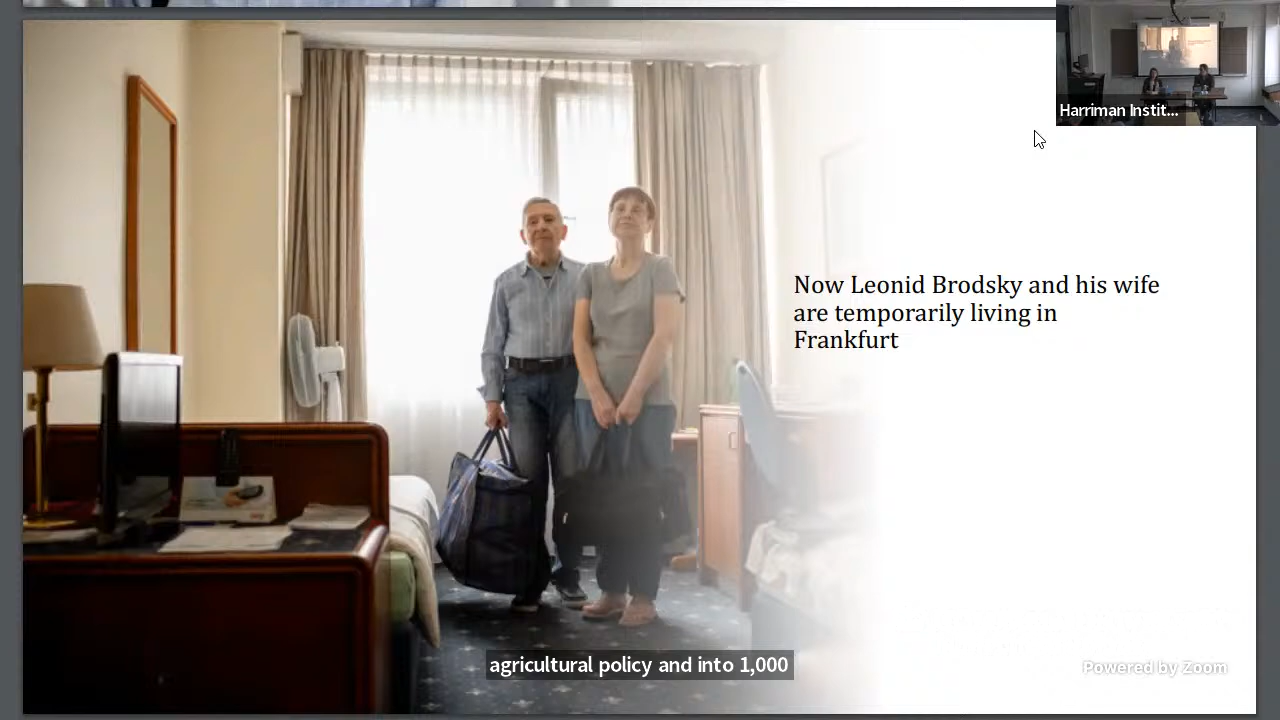 Harriman Instit...
Now Leonid Brodsky and his wife
are temporarily living in
Frankfurt
agricultural policy and into 1,000
Powered by Zoom